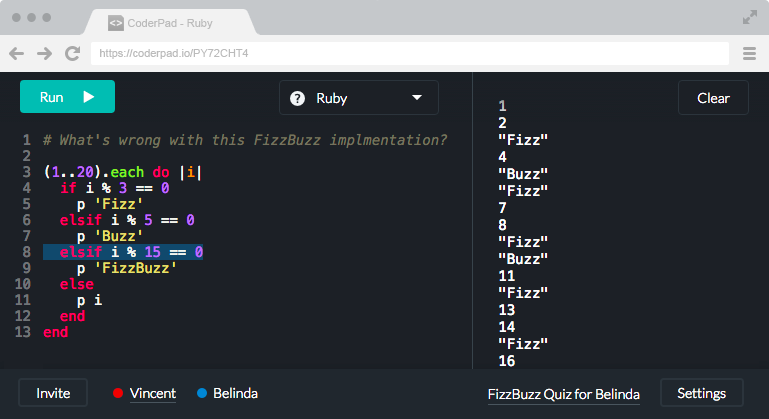 <> CoderPad - Ruby
https://coderpad.io/PY72CHT4
Run
? Ruby
Clear
1 # What's wrong with this FizzBuzz implmentation?
2
3 (1..20).each do |i|
4   if i % 3 == 0
5     p 'Fizz'
6   elsif i % 5 == 0
7     p 'Buzz'
8   elsif i % 15 == 0
9     p 'FizzBuzz'
10   else
11     p i
12   end
13 end
1
2
"Fizz"
4
"Buzz"
"Fizz"
7
8
"Fizz"
"Buzz"
11
"Fizz"
13
14
"Fizz"
16
Invite
Vincent
Belinda
FizzBuzz Quiz for Belinda
Settings